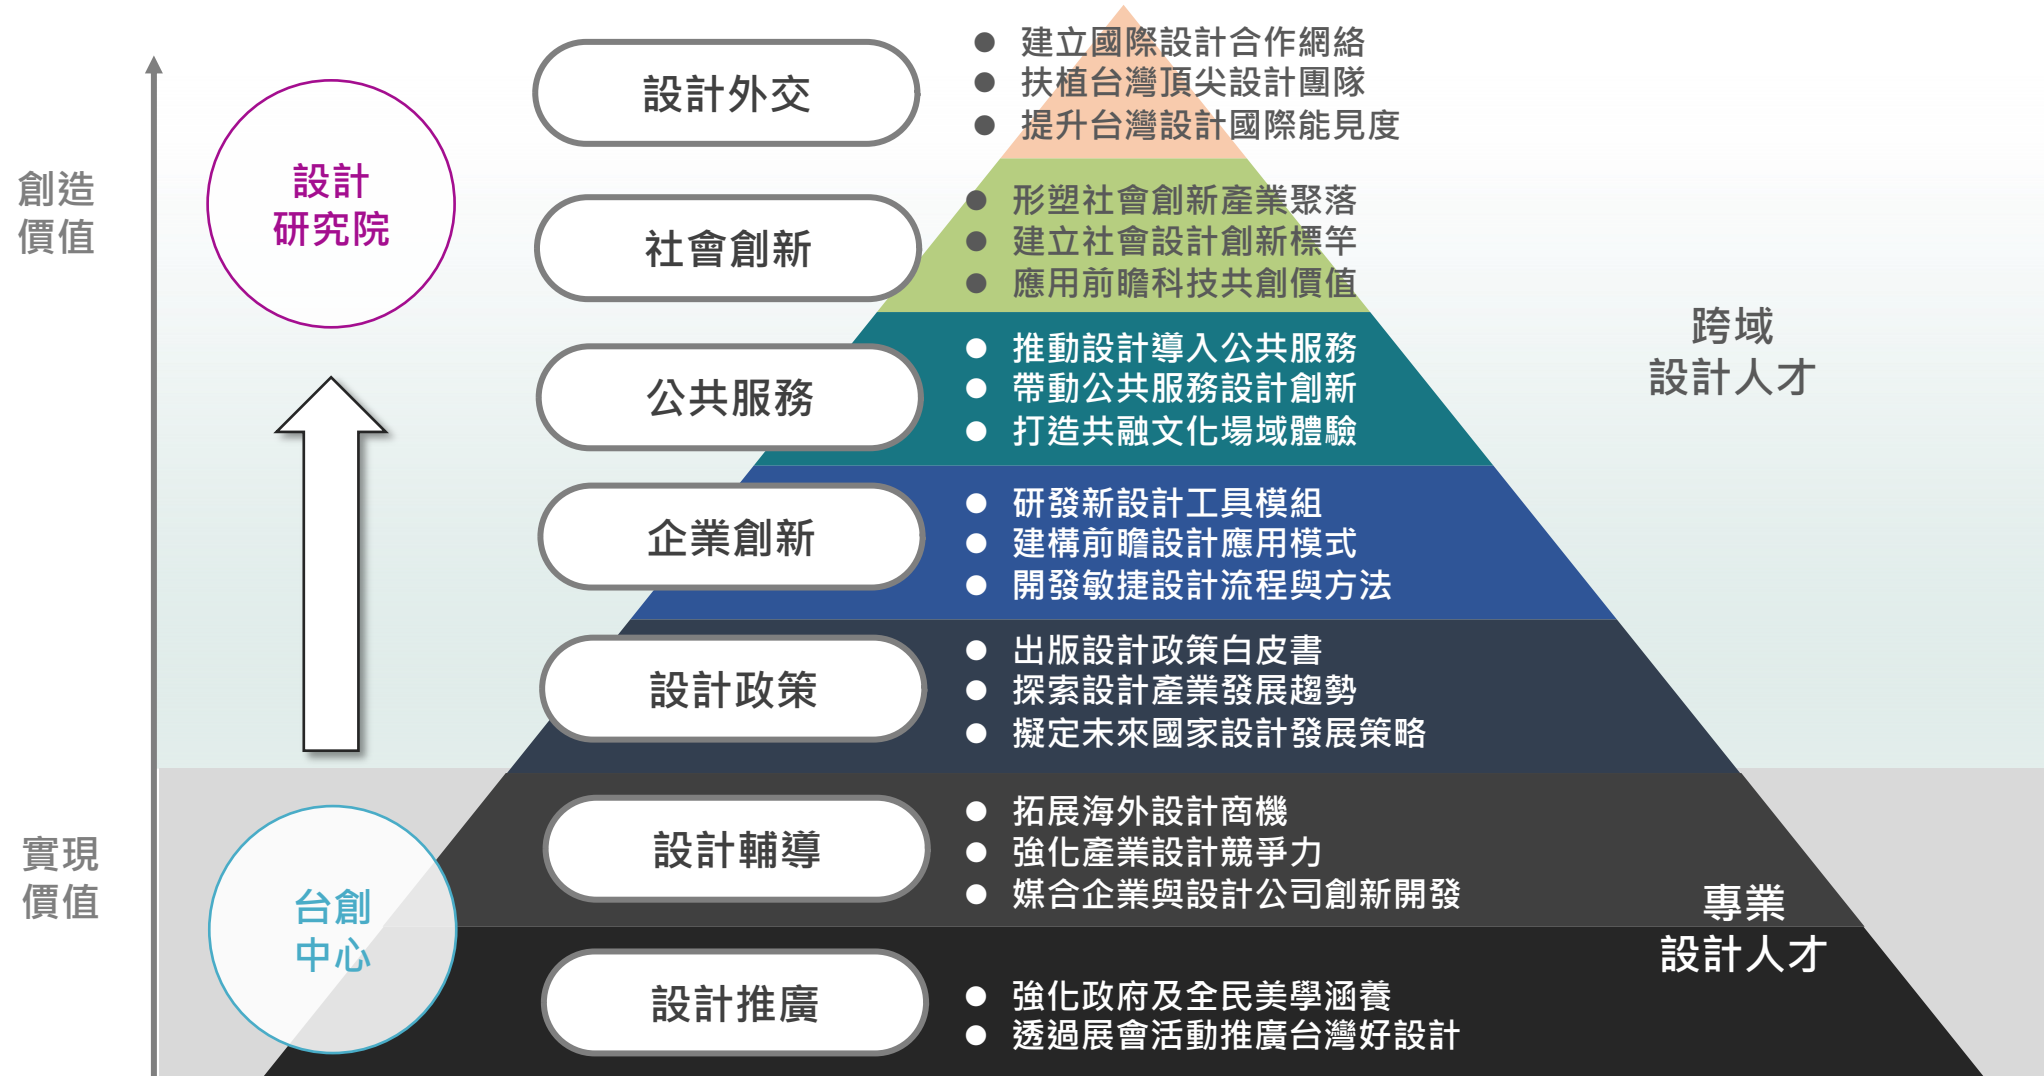 創造
價值
設計
研究院
設計外交
建立國際設計合作網絡
扶植台灣頂尖設計團隊
提升台灣設計國際能見度
社會創新
形塑社會創新產業聚落
建立社會設計創新標竿
應用前瞻科技共創價值
公共服務
推動設計導入公共服務
帶動公共服務設計創新
打造共融文化場域體驗
跨域
設計人才
企業創新
研發新設計工具模組
建構前瞻設計應用模式
開發敏捷設計流程與方法
設計政策
出版設計政策白皮書
探索設計產業發展趨勢
擬定未來國家設計發展策略
實現
價值
台創
中心
設計輔導
拓展海外設計商機
強化產業設計競爭力
媒合企業與設計公司創新開發
專業
設計人才
設計推廣
強化政府及全民美學涵養
透過展會活動推廣台灣好設計